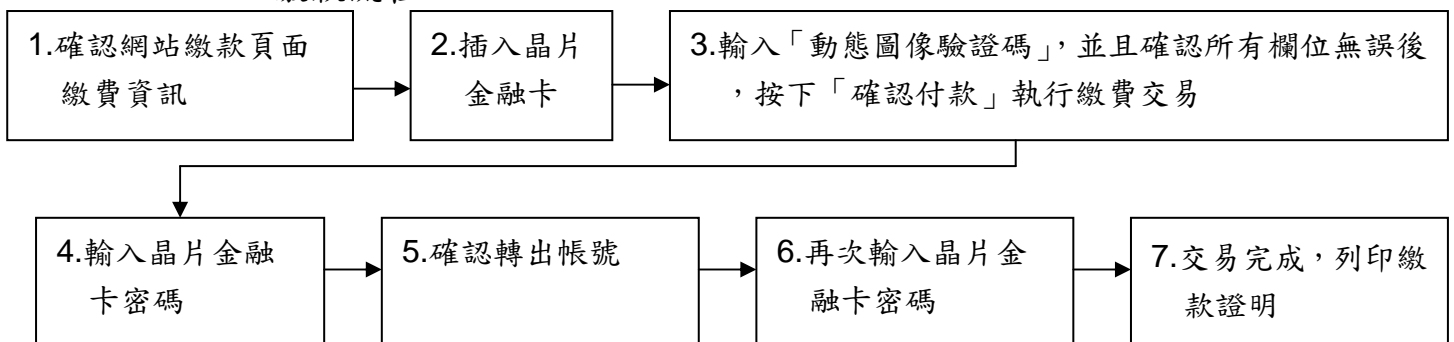 1.確認網站繳款頁面
繳費資訊
2.插入晶片
金融卡
3.輸入「動態圖像驗證碼」，並且確認所有欄位無誤後
，按下「確認付款」執行繳費交易
4.輸入晶片金融
卡密碼
5.確認轉出帳號
6.再次輸入晶片金
融卡密碼
7.交易完成，列印繳
款證明